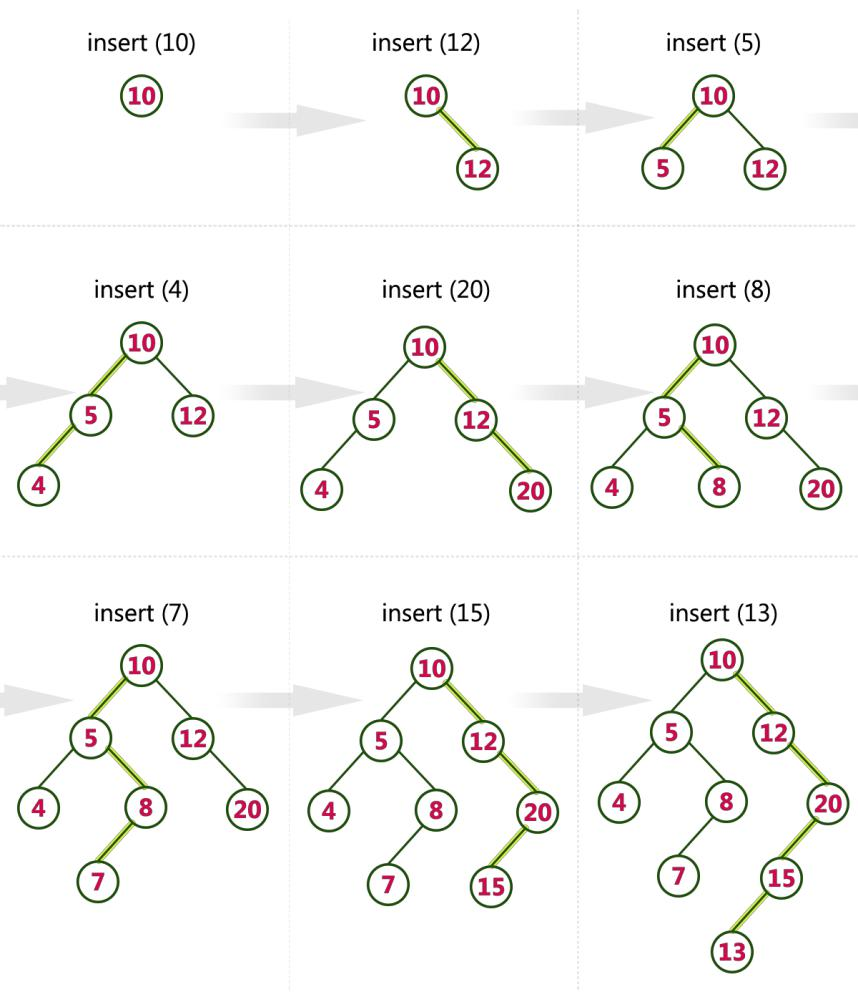 insert (10)
10
insert (12)
10
12
insert (5)
10
5 12
insert (4)
10
5 12
4
insert (20)
10
5 12
4 20
insert (8)
10
5 12
4 8 20
insert (7)
10
5 12
4 8 20
7
insert (15)
10
5 12
4 8 20
7 15
insert (13)
10
5 12
4 8 20
7 15
13